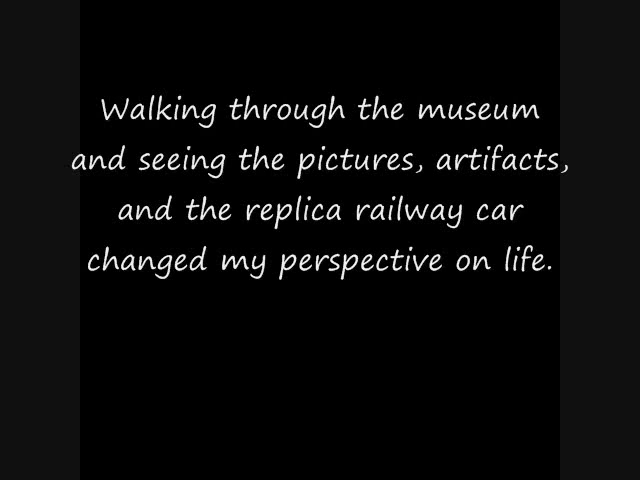 Walking through the museum
and seeing the pictures, artifacts,
and the replica railway car
changed my perspective on life.